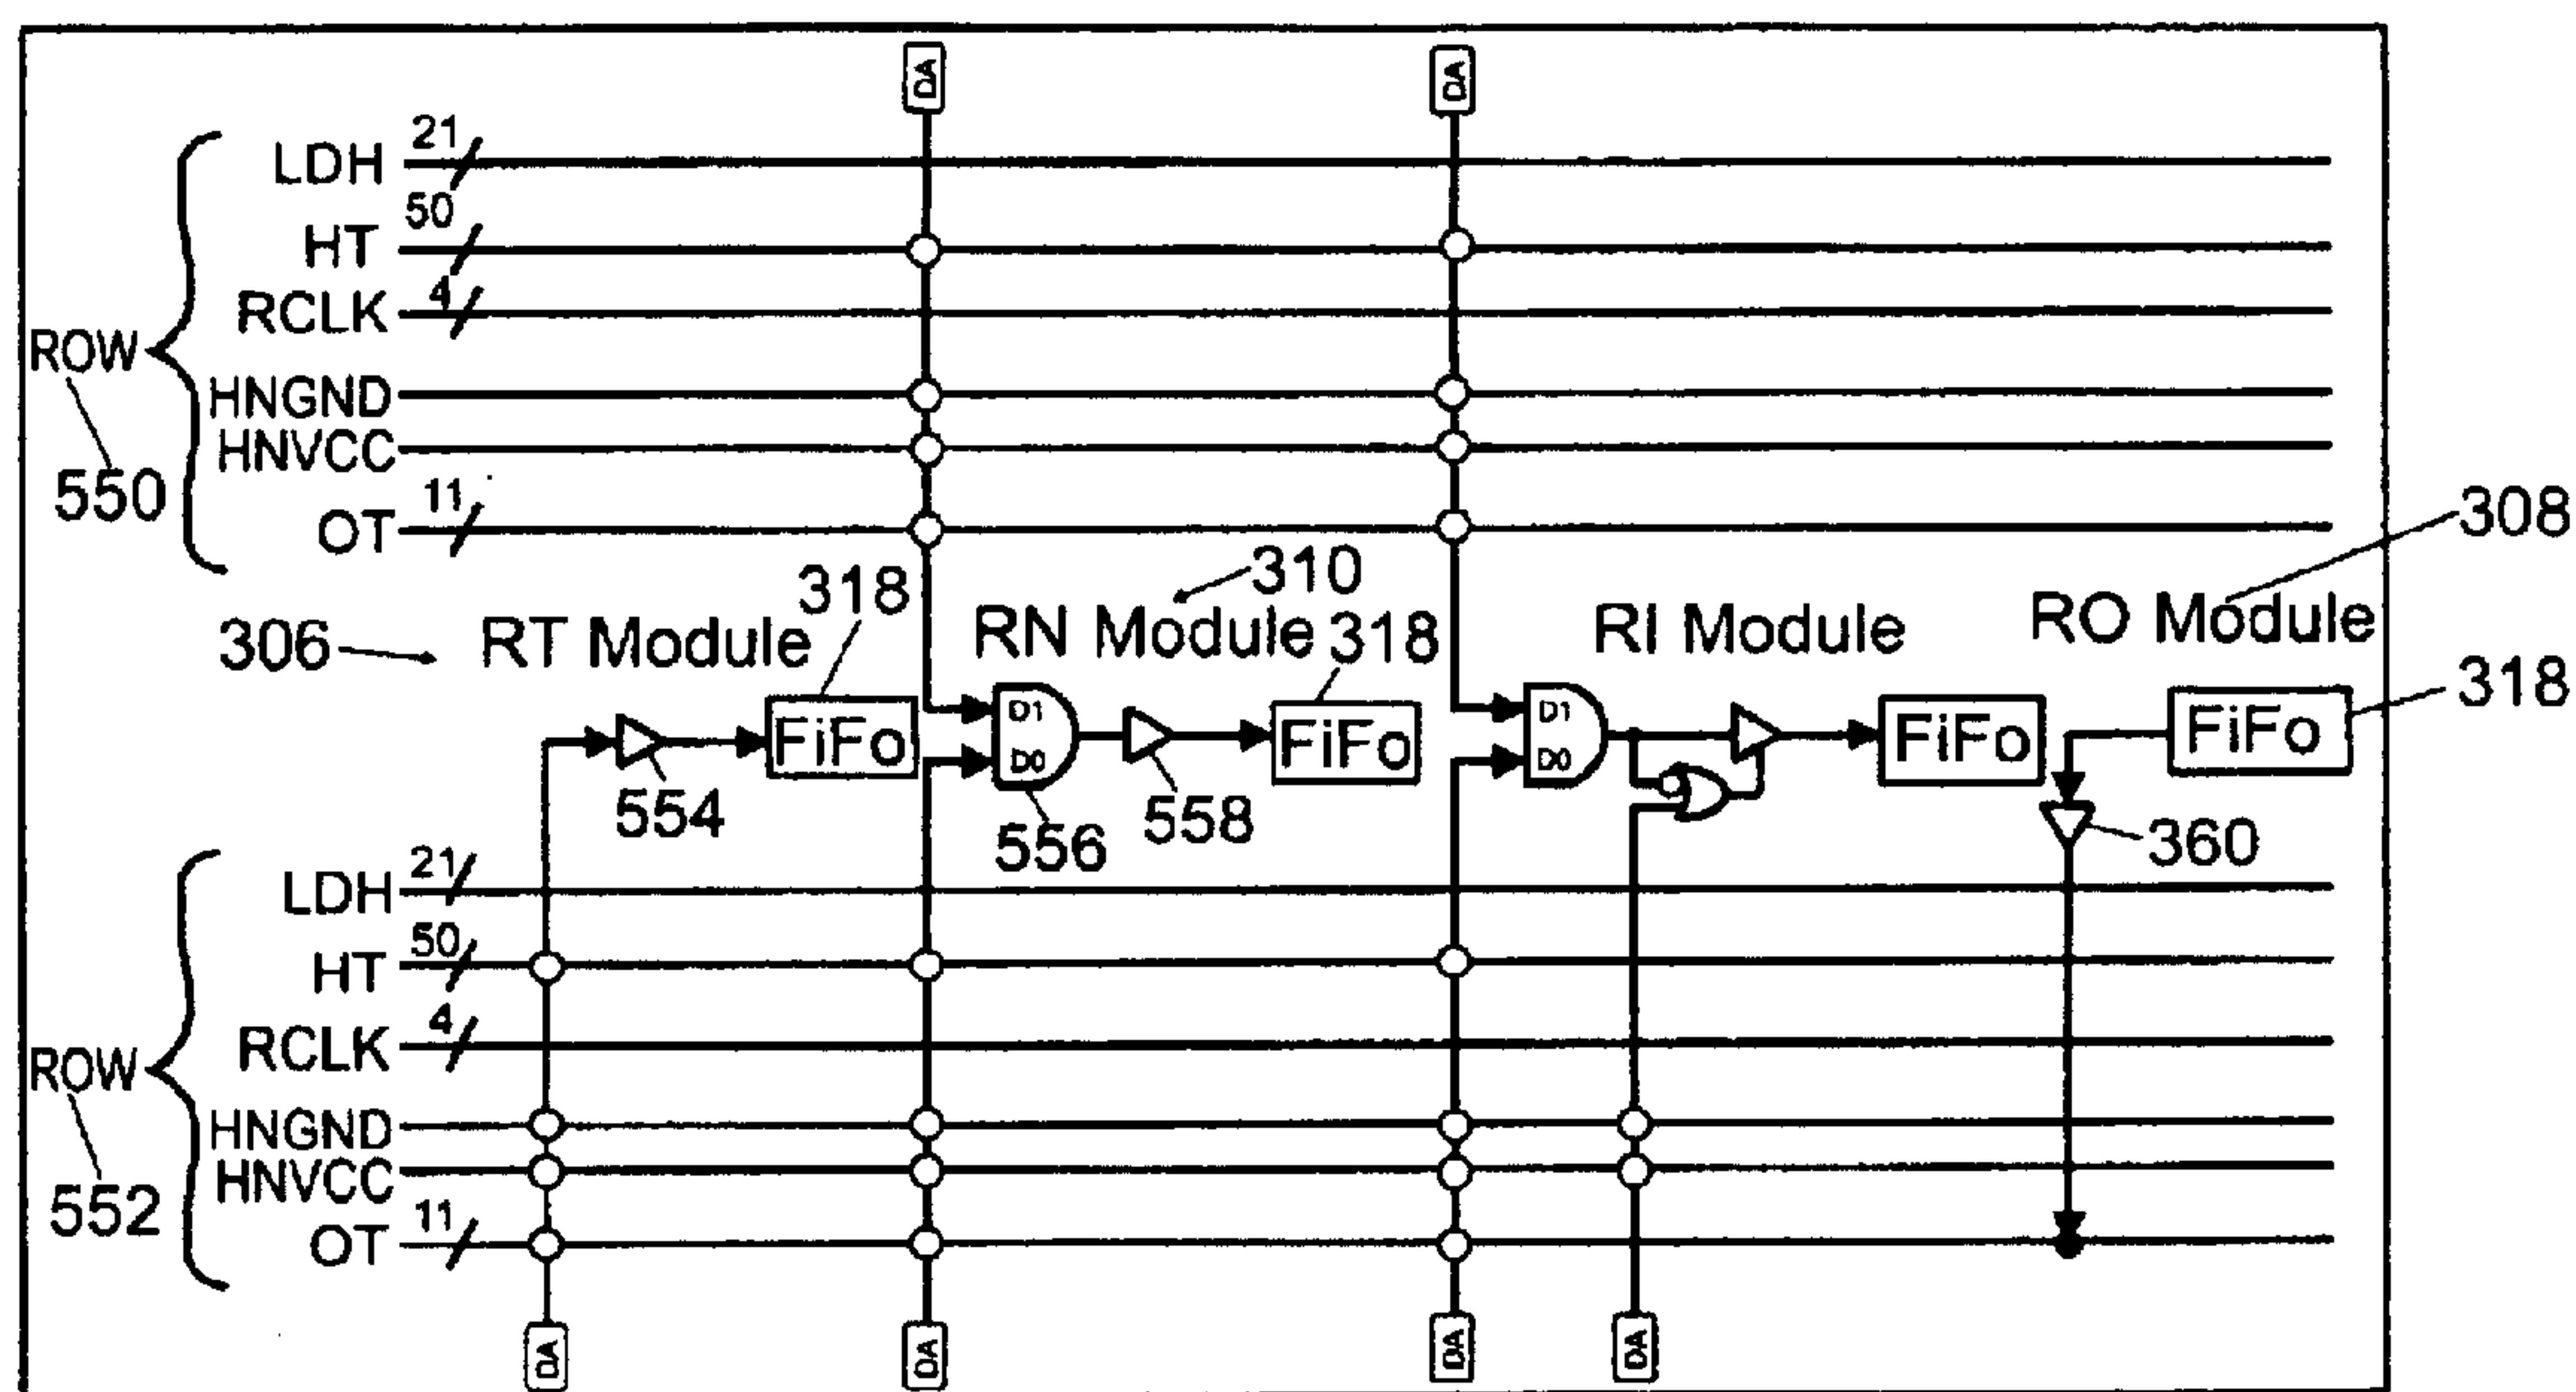 DA DA
LDH 21
HT 50
RCLK 4
ROW
HNGND
HNVCC
550
OT 11
308
310
318
306 RT Module RN Module 318 RI Module RO Module
318
D1 D1
FiFo FiFo FiFo FiFo
D0 D0
554 556 558 360
LDH 21
HT 50
RCLK 4
ROW
HNGND
HNVCC
552
OT 11
DA DA DA DA